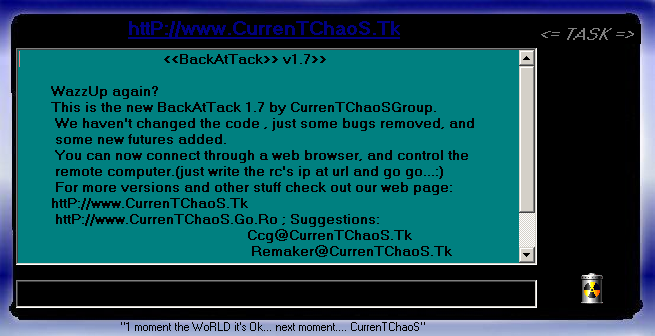 httP://www.CurrenTChaoS.Tk
<= TASK =>
<<BackAtTack>> v1.7>>
WazzUp again?
This is the new BackAtTack 1.7 by CurrenTChaoSGroup.
We haven't changed the code , just some bugs removed, and
some new futures added.
You can now connect through a web browser, and control the
remote computer.(just write the rc's ip at url and go go...:)
For more versions and other stuff check out our web page:
httP://www.CurrenTChaoS.Tk
httP://www.CurrenTChaoS.Go.Ro ; Suggestions:
Ccg@CurrenTChaoS.Tk
Remaker@CurrenTChaoS.Tk
"1 moment the WoRLD it's Ok... next moment.... CurrenTChaoS"